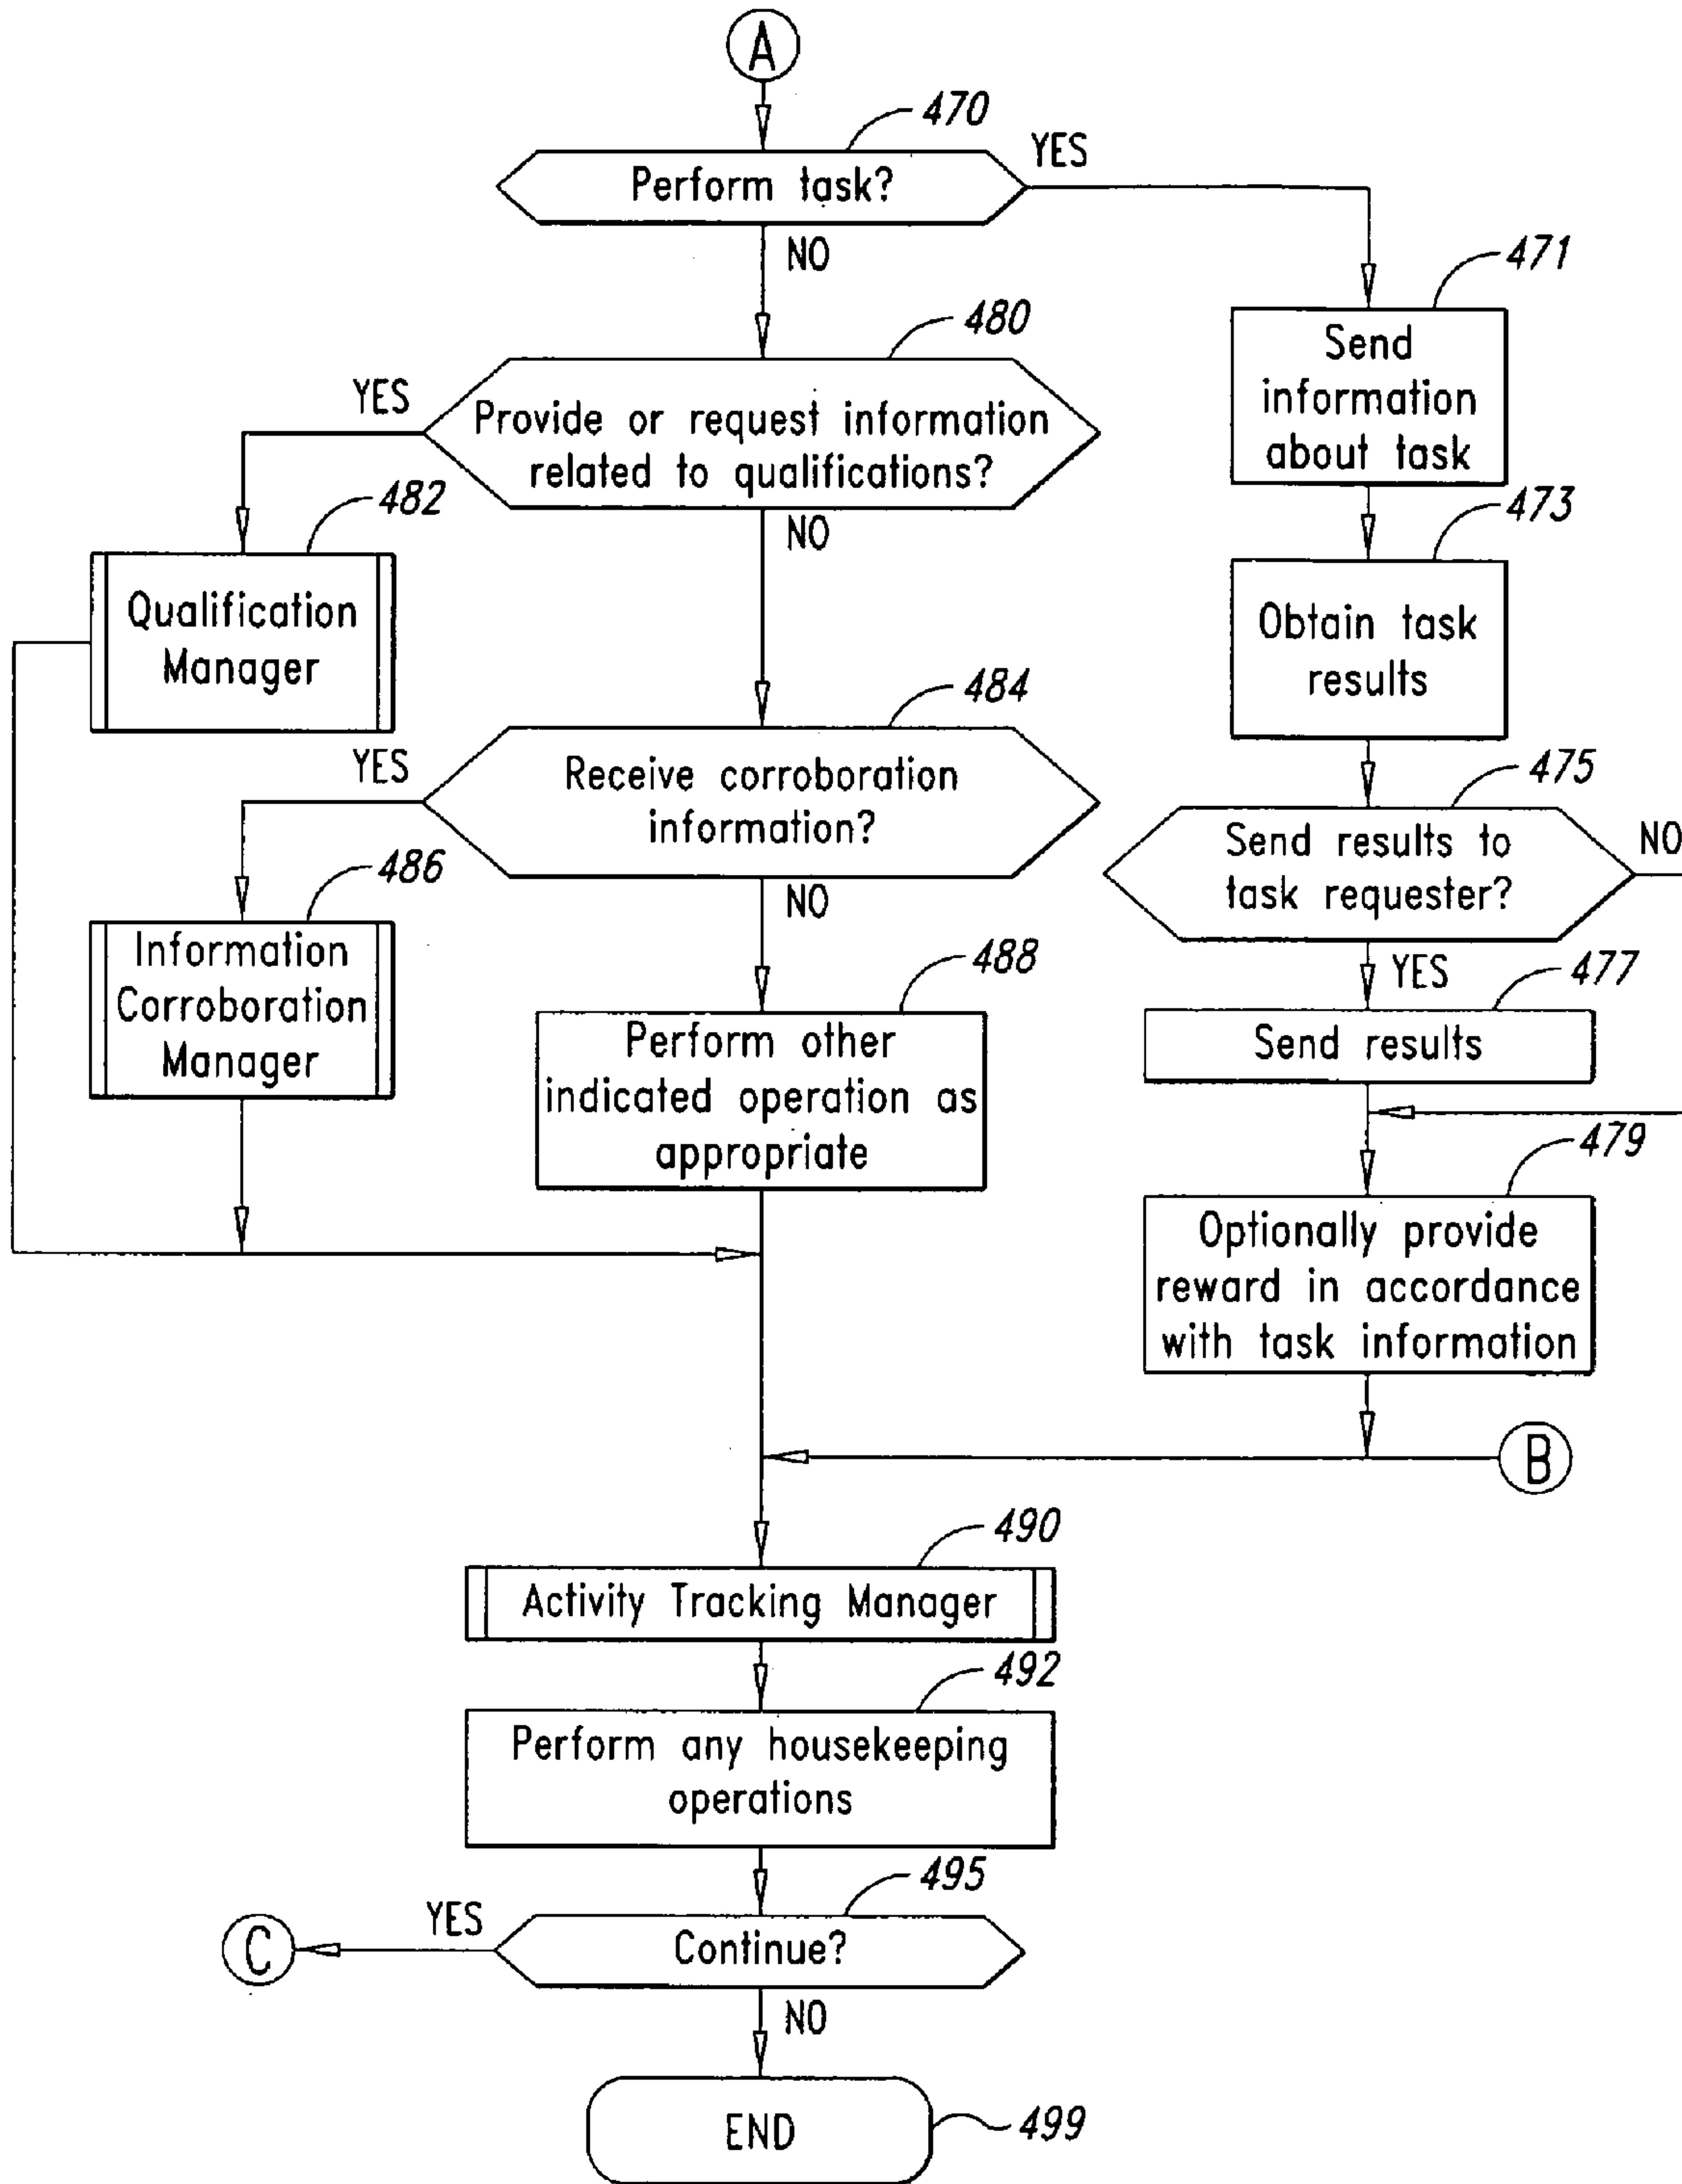 A
470
Perform task?
YES
NO
471
Send
information
about task
480
YES
Provide or request information
related to qualifications?
NO
482
Qualification
Manager
473
Obtain task
results
484
YES
Receive corroboration
information?
NO
475
Send results to
task requester?
NO
YES
486
Information
Corroboration
Manager
488
Perform other
indicated operation as
appropriate
477
Send results
479
Optionally provide
reward in accordance
with task information
B
490
Activity Tracking Manager
492
Perform any housekeeping
operations
495
YES
C
Continue?
NO
END
499